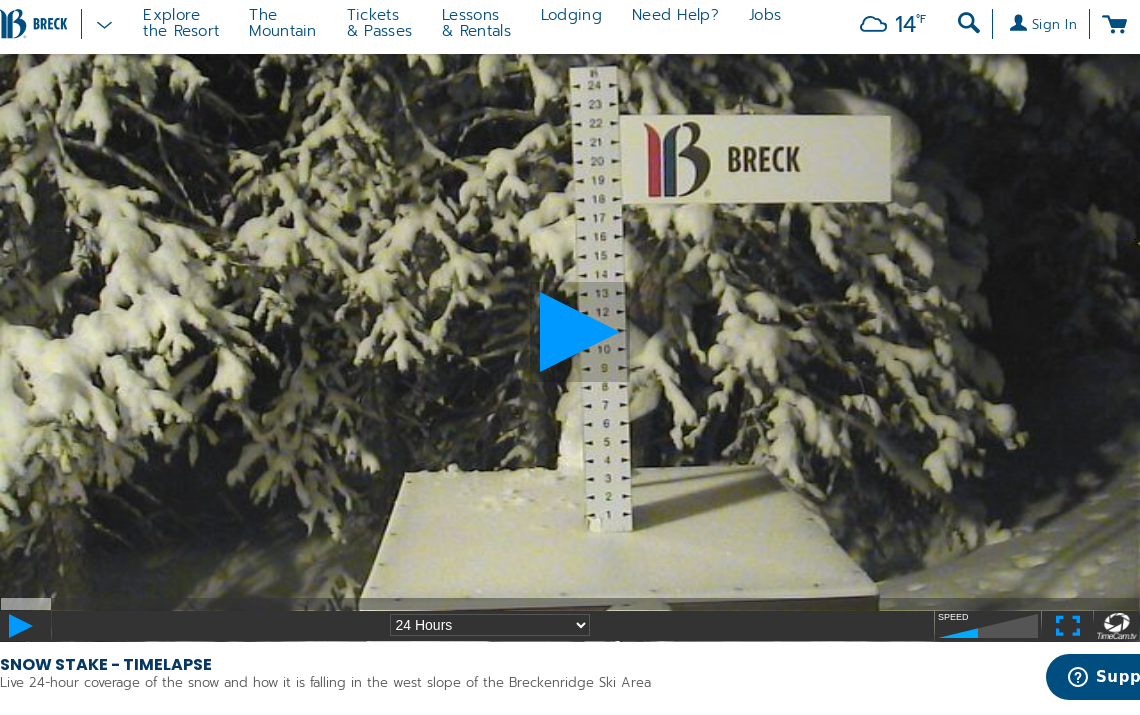 BRECK
Explore
the Resort
The
Mountain
Tickets
& Passes
Lessons
& Rentals
Lodging
Need Help?
Jobs
14°F
Sign In
24
23
22
21
20
19
18
17
16
15
14
13
12
10
9
8
7
6
5
4
3
2
1
B BRECK
24 Hours
SPEED
TimeCam.tv
SNOW STAKE - TIMELAPSE
Live 24-hour coverage of the snow and how it is falling in the west slope of the Breckenridge Ski Area
Supp